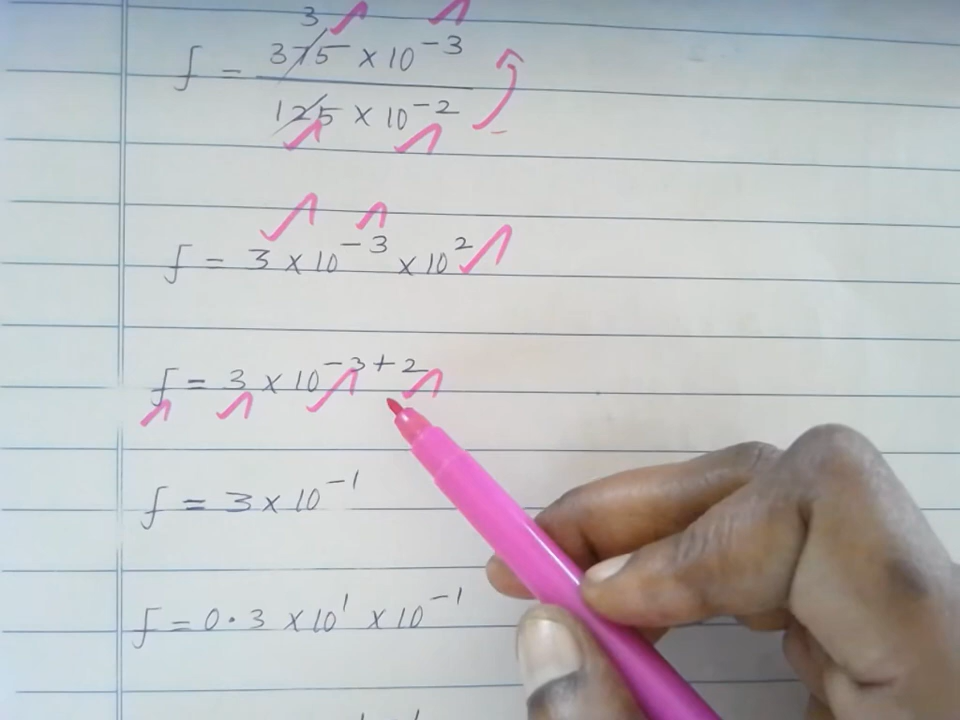 3
f = 375 × 10⁻³
125 × 10⁻²
f = 3 × 10⁻³ × 10²
f = 3 × 10⁻³⁺²
f = 3 × 10⁻¹
f = 0.3 × 10¹ × 10⁻¹